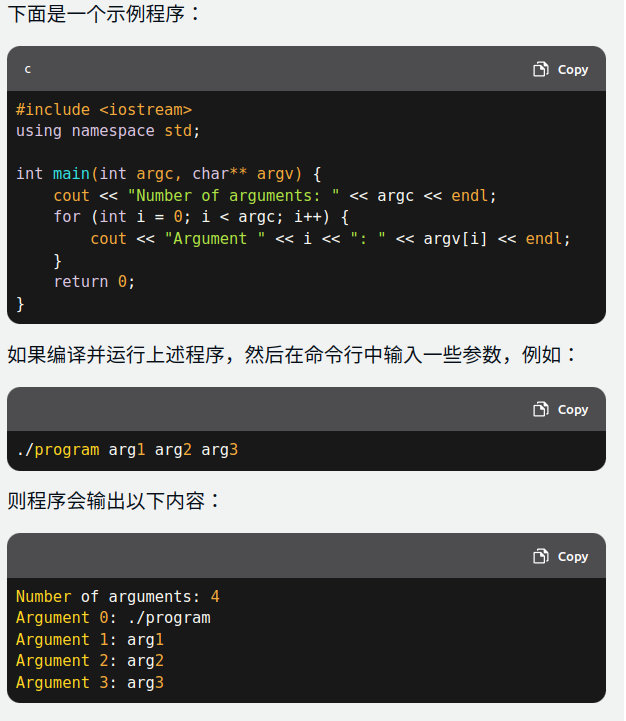 下面是一个示例程序：
c
Copy
#include <iostream>
using namespace std;
int main(int argc, char** argv) {
    cout << "Number of arguments: " << argc << endl;
    for (int i = 0; i < argc; i++) {
        cout << "Argument " << i << ": " << argv[i] << endl;
    }
    return 0;
}
如果编译并运行上述程序，然后在命令行中输入一些参数，例如：
Copy
./program arg1 arg2 arg3
则程序会输出以下内容：
Copy
Number of arguments: 4
Argument 0: ./program
Argument 1: arg1
Argument 2: arg2
Argument 3: arg3